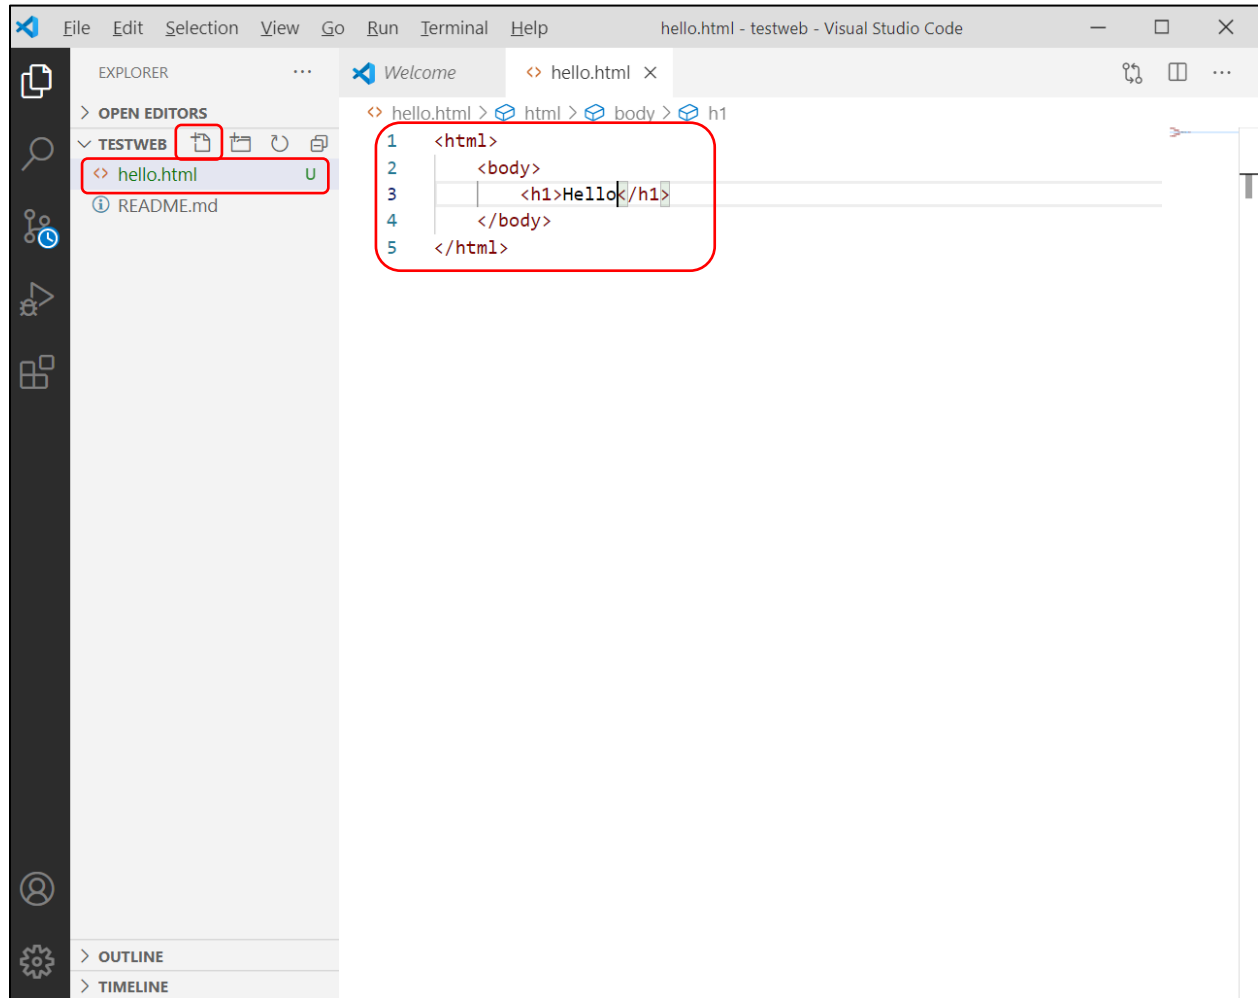 File Edit Selection View Go Run Terminal Help hello.html - testweb - Visual Studio Code
EXPLORER
Welcome
hello.html
OPEN EDITORS
hello.html > html > body > h1
TESTWEB
hello.html U
README.md
1 <html>
2 <body>
3 <h1>Hello</h1>
4 </body>
5 </html>
OUTLINE
TIMELINE